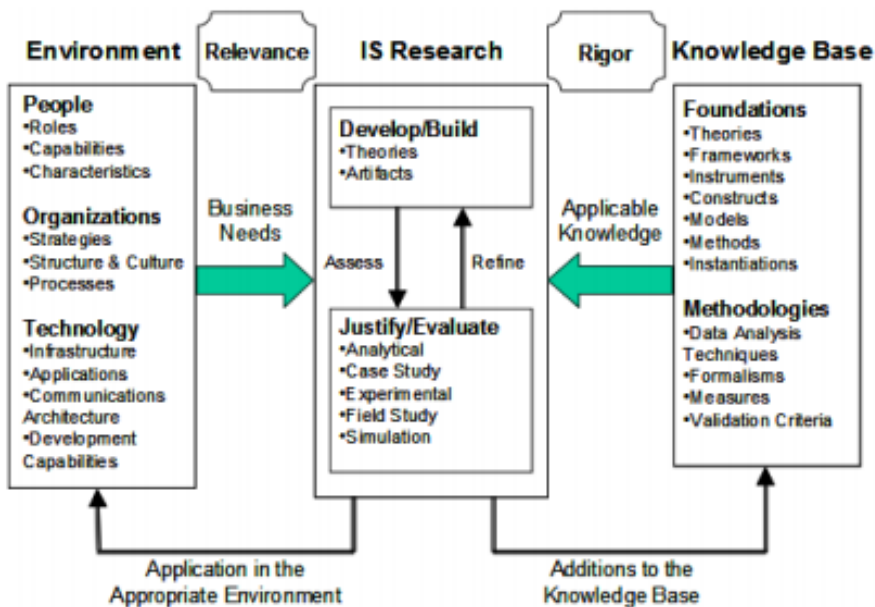 Environment
Relevance
IS Research
Rigor
Knowledge Base
People
•Roles
•Capabilities
•Characteristics
Organizations
•Strategies
•Structure & Culture
•Processes
Technology
•Infrastructure
•Applications
•Communications
Architecture
•Development
Capabilities
Business
Needs
Develop/Build
•Theories
•Artifacts
Assess
Refine
Justify/Evaluate
•Analytical
•Case Study
•Experimental
•Field Study
•Simulation
Applicable
Knowledge
Foundations
•Theories
•Frameworks
•Instruments
•Constructs
•Models
•Methods
•Instantiations
Methodologies
•Data Analysis
Techniques
•Formalisms
•Measures
•Validation Criteria
Application in the
Appropriate Environment
Additions to the
Knowledge Base